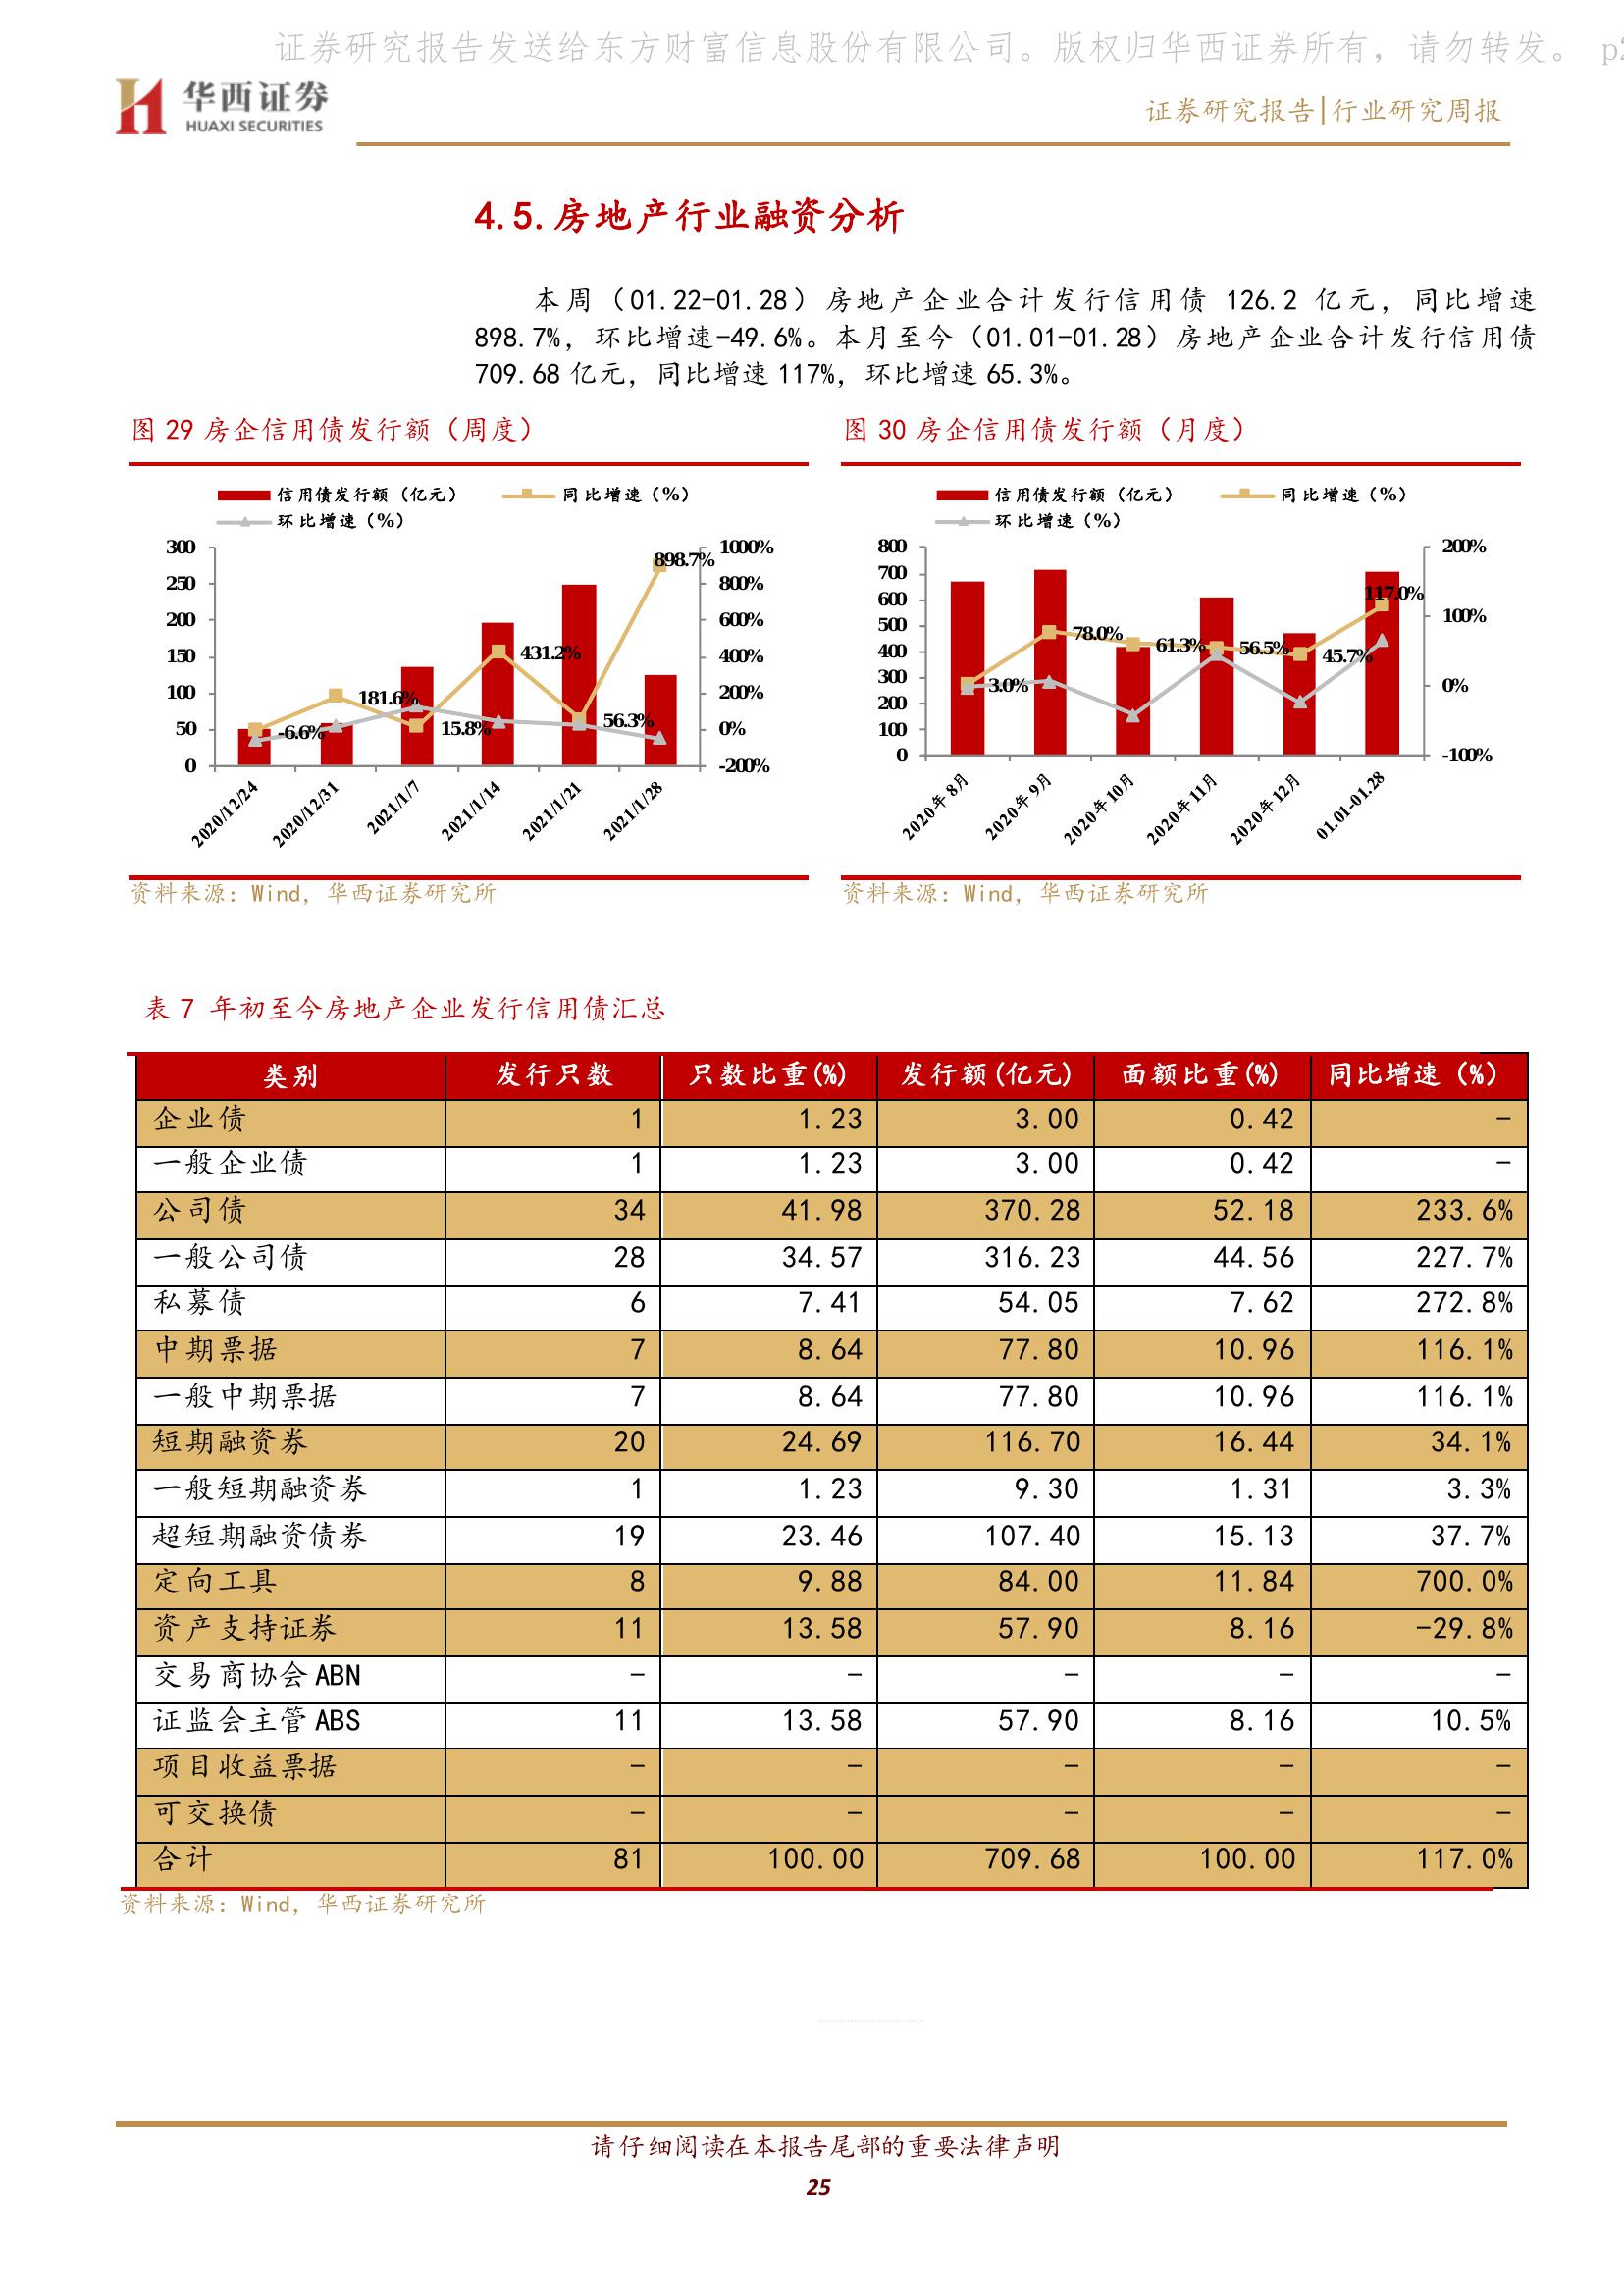 证券研究报告发送给东方财富信息股份有限公司。版权归华西证券所有，请勿转发。 p2
华西证券
HUAXI SECURITIES
证券研究报告|行业研究周报
4.5.房地产行业融资分析
本周（01.22-01.28）房地产企业合计发行信用债 126.2 亿元，同比增速
898.7%，环比增速-49.6%。本月至今（01.01-01.28）房地产企业合计发行信用债
709.68 亿元，同比增速 117%，环比增速 65.3%。
图 29 房企信用债发行额（周度）
信用债发行额（亿元） 同比增速（%）
环比增速（%）
300 1000%
250 800%
200 600%
150 400%
100 200%
50 0%
0 -200%
-6.6% 181.6% 15.8% 431.2% 56.3% 898.7%
2020/12/24 2020/12/31 2021/1/7 2021/1/14 2021/1/21 2021/1/28
资料来源：Wind，华西证券研究所
图 30 房企信用债发行额（月度）
信用债发行额（亿元） 同比增速（%）
环比增速（%）
800 200%
700
600 100%
500
400
300 0%
200
100
0 -100%
3.0% 78.0% 61.3% 56.5% 45.7% 117.0%
2020年8月 2020年9月 2020年10月 2020年11月 2020年12月 01.01-01.28
资料来源：Wind，华西证券研究所
表 7 年初至今房地产企业发行信用债汇总
类别 发行只数 只数比重(%) 发行额(亿元) 面额比重(%) 同比增速（%）
企业债 1 1.23 3.00 0.42 -
一般企业债 1 1.23 3.00 0.42 -
公司债 34 41.98 370.28 52.18 233.6%
一般公司债 28 34.57 316.23 44.56 227.7%
私募债 6 7.41 54.05 7.62 272.8%
中期票据 7 8.64 77.80 10.96 116.1%
一般中期票据 7 8.64 77.80 10.96 116.1%
短期融资券 20 24.69 116.70 16.44 34.1%
一般短期融资券 1 1.23 9.30 1.31 3.3%
超短期融资债券 19 23.46 107.40 15.13 37.7%
定向工具 8 9.88 84.00 11.84 700.0%
资产支持证券 11 13.58 57.90 8.16 -29.8%
交易商协会 ABN - - - - -
证监会主管 ABS 11 13.58 57.90 8.16 10.5%
项目收益票据 - - - - -
可交换债 - - - - -
合计 81 100.00 709.68 100.00 117.0%
资料来源：Wind，华西证券研究所
请仔细阅读在本报告尾部的重要法律声明
25